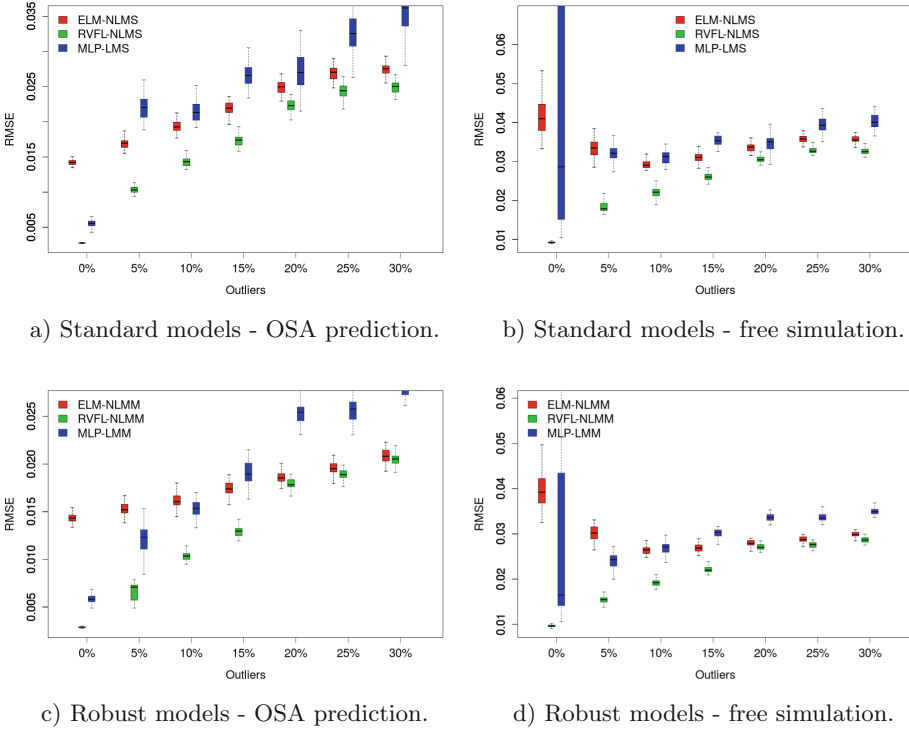 ELM-NLMS
RVFL-NLMS
MLP-LMS
RMSE
0.035
0.025
0.015
0.005
0% 5% 10% 15% 20% 25% 30%
Outliers
a) Standard models - OSA prediction.
ELM-NLMS
RVFL-NLMS
MLP-LMS
RMSE
0.06
0.05
0.04
0.03
0.02
0.01
0% 5% 10% 15% 20% 25% 30%
Outliers
b) Standard models - free simulation.
ELM-NLMM
RVFL-NLMM
MLP-LMM
RMSE
0.025
0.020
0.015
0.010
0.005
0% 5% 10% 15% 20% 25% 30%
Outliers
c) Robust models - OSA prediction.
ELM-NLMM
RVFL-NLMM
MLP-LMM
RMSE
0.06
0.05
0.04
0.03
0.02
0.01
0% 5% 10% 15% 20% 25% 30%
Outliers
d) Robust models - free simulation.